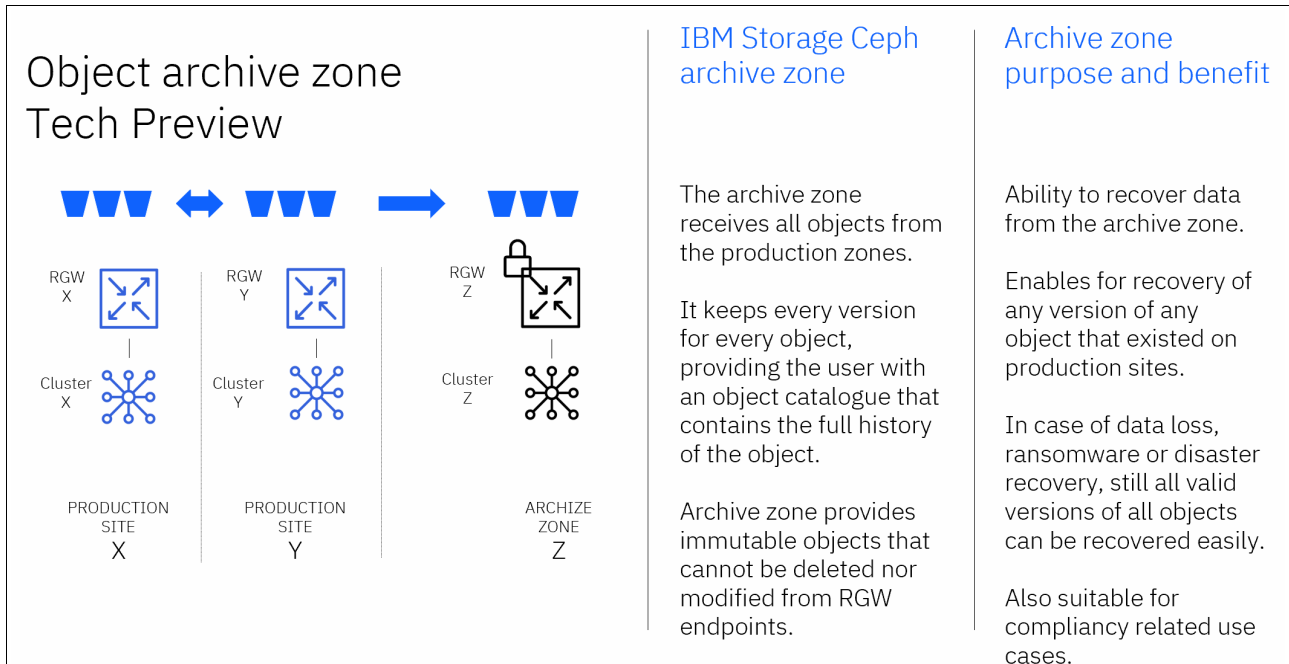 Object archive zone
Tech Preview
RGW
X
RGW
Y
RGW
Z
Cluster
X
Cluster
Y
Cluster
Z
PRODUCTION
SITE
X
PRODUCTION
SITE
Y
ARCHIZE
ZONE
Z
IBM Storage Ceph
archive zone
The archive zone
receives all objects from
the production zones.
It keeps every version
for every object,
providing the user with
an object catalogue that
contains the full history
of the object.
Archive zone provides
immutable objects that
cannot be deleted nor
modified from RGW
endpoints.
Archive zone
purpose and benefit
Ability to recover data
from the archive zone.
Enables for recovery of
any version of any
object that existed on
production sites.
In case of data loss,
ransomware or disaster
recovery, still all valid
versions of all objects
can be recovered easily.
Also suitable for
compliancy related use
cases.